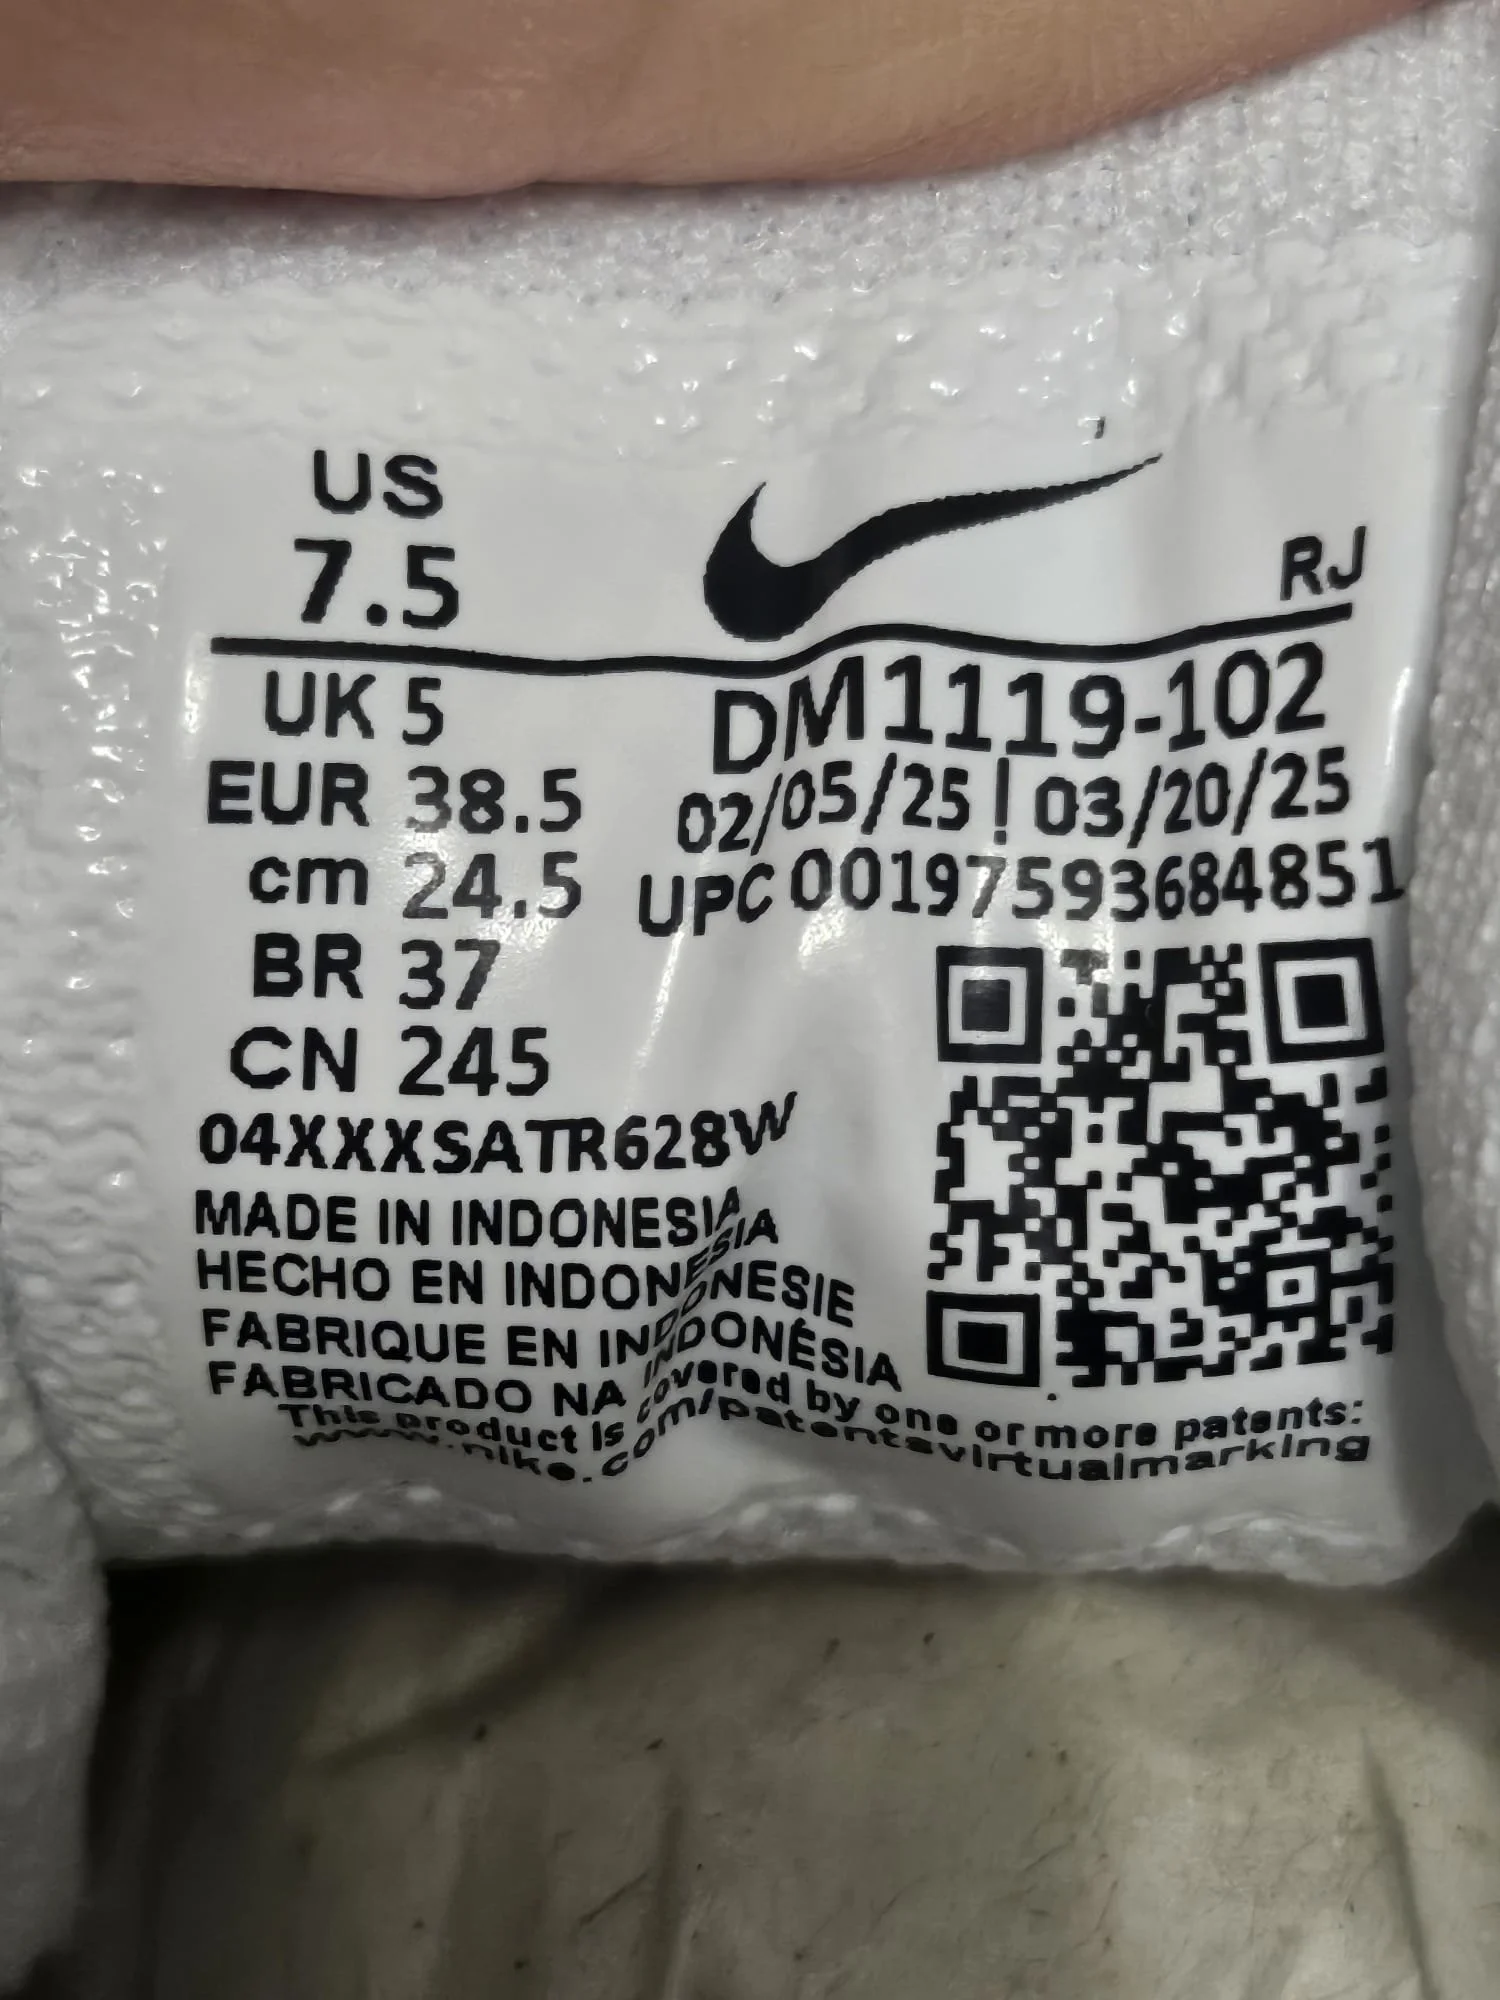 US
7.5
RJ
UK 5
EUR 38.5
cm 24.5
BR 37
CN 245
DM1119-102
02/05/25 | 03/20/25
UPC 00197593684851
04XXXSATR628W
MADE IN INDONESIA
HECHO EN INDONESIA
FABRIQUE EN INDONESIE
FABRICADO NA INDONÉSIA
This product is covered by one or more patents:
www.nike.com/patentsvirtualmarking